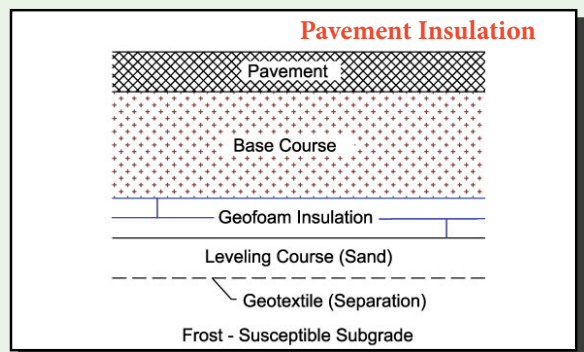 Pavement Insulation
Pavement
Base Course
Geofoam Insulation
Leveling Course (Sand)
Geotextile (Separation)
Frost - Susceptible Subgrade